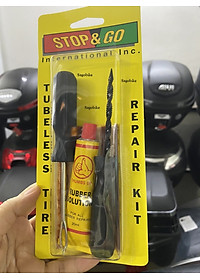 STOP & GO
International Inc.
TUBELESS TIRE
REPAIR KIT
RUBBER
SOLUTION